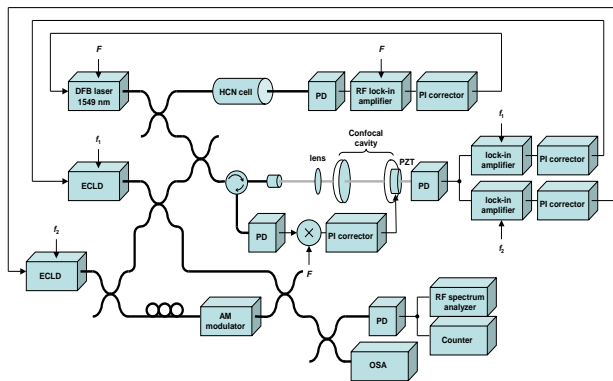 F
F
DFB laser
1549 nm
HCN cell
PD
RF lock-in
amplifier
PI corrector
f1
ECLD
lens
Confocal
cavity
PZT
PD
f1
lock-in
amplifier
PI corrector
lock-in
amplifier
PI corrector
f2
PD
×
PI corrector
F
f2
ECLD
AM
modulator
PD
RF spectrum
analyzer
Counter
OSA